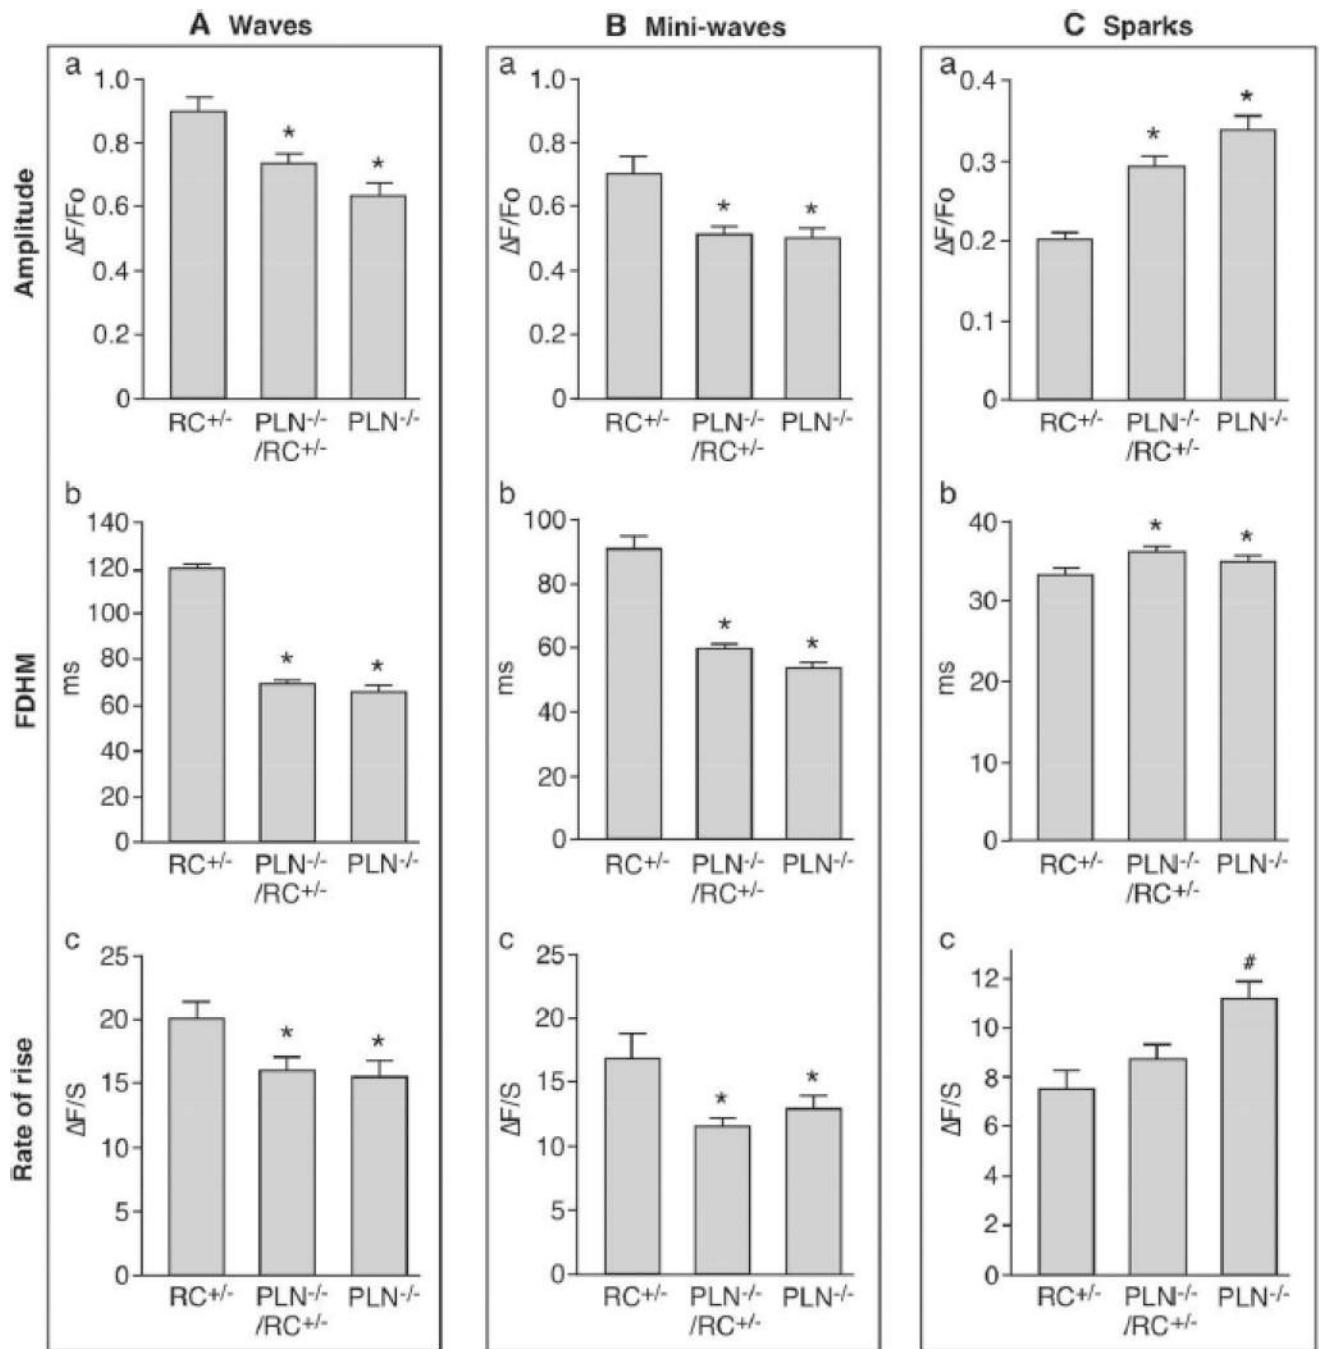 A Waves
B Mini-waves
C Sparks
Amplitude
a
ΔF/Fo
1.0
0.8
0.6
0.4
0.2
0
*
*
RC+/-
PLN-/-
/RC+/-
PLN-/-
a
ΔF/Fo
1.0
0.8
0.6
0.4
0.2
0
*
*
RC+/-
PLN-/-
/RC+/-
PLN-/-
a
ΔF/Fo
0.4
0.3
0.2
0.1
0
*
*
RC+/-
PLN-/-
/RC+/-
PLN-/-
FDHM
b
ms
140
120
100
80
60
40
20
0
*
*
RC+/-
PLN-/-
/RC+/-
PLN-/-
b
ms
100
80
60
40
20
0
*
*
RC+/-
PLN-/-
/RC+/-
PLN-/-
b
ms
40
30
20
10
0
*
*
RC+/-
PLN-/-
/RC+/-
PLN-/-
Rate of rise
c
ΔF/S
25
20
15
10
5
0
*
*
RC+/-
PLN-/-
/RC+/-
PLN-/-
c
ΔF/S
25
20
15
10
5
0
*
*
RC+/-
PLN-/-
/RC+/-
PLN-/-
c
ΔF/S
12
10
8
6
4
2
0
#
RC+/-
PLN-/-
/RC+/-
PLN-/-